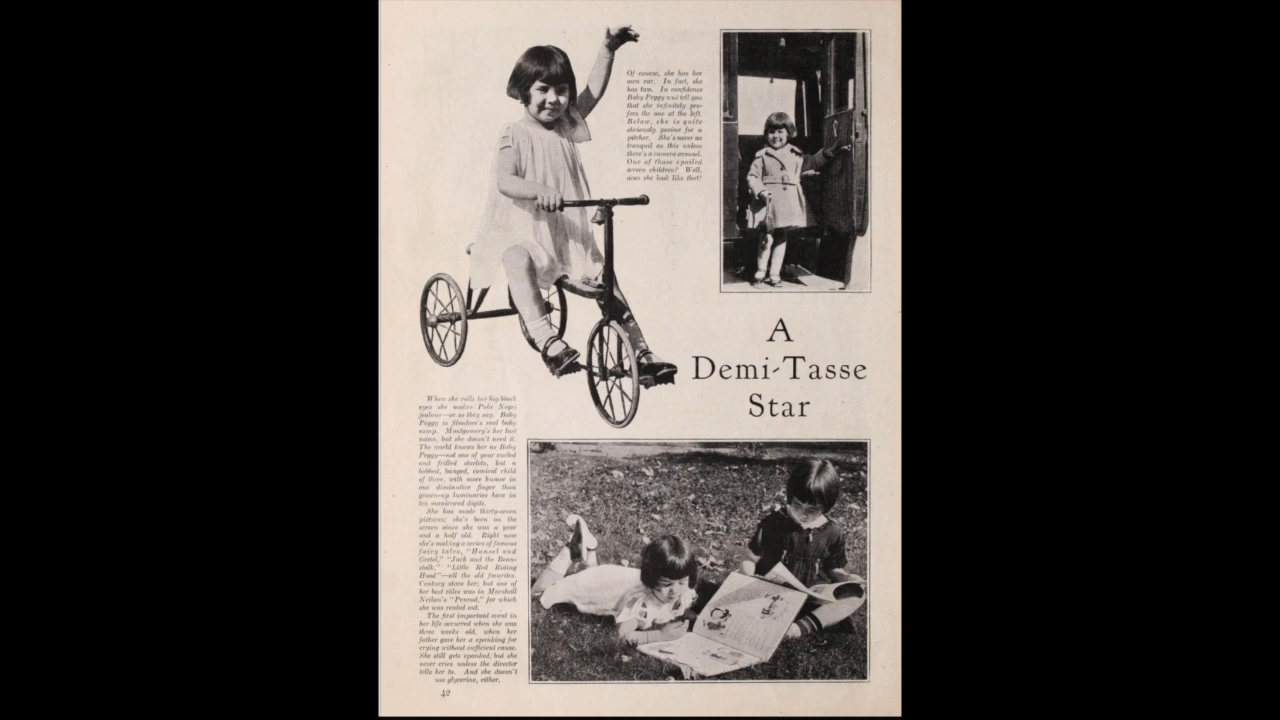 Of course, she has her
own car. In fact, she
has two. In confidence
Baby Peggy will tell you
that she infinitely pre-
fers the one at the left.
Below, she is quite
obviously posing for a
pitcher. She's never as
tranquil as this unless
there's a camera around.
One of those spoiled
screen children? Well,
does she look like that?
A
Demi-Tasse
Star
When she rolls her big black
eyes she makes Pola Negri
jealous—or so they say. Baby
Peggy is filmdom's real baby
vamp. Montgomery's her last
name, but she doesn't need it.
The world knows her as Baby
Peggy—not one of your curled
and frilled starlets, but a
bobbed, banged, comical child
of three, with more humor in
one diminutive finger than
grown-up luminaries have in
ten manicured digits.
She has made thirty-seven
pictures; she's been on the
screen since she was a year
and a half old. Right now
she's making a series of famous
fairy tales, "Hansel and
Gretel," "Jack and the Bean-
stalk," "Little Red Riding
Hood"—all the old favorites.
Century stars her; but one of
her best rôles was in Marshall
Neilan's "Penrod," for which
she was rented out.
The first important event in
her life occurred when she was
three weeks old, when her
father gave her a spanking for
crying without sufficient cause.
She still gets spanked; but she
never cries unless the director
tells her to. And she doesn't
use glycerine, either.
42